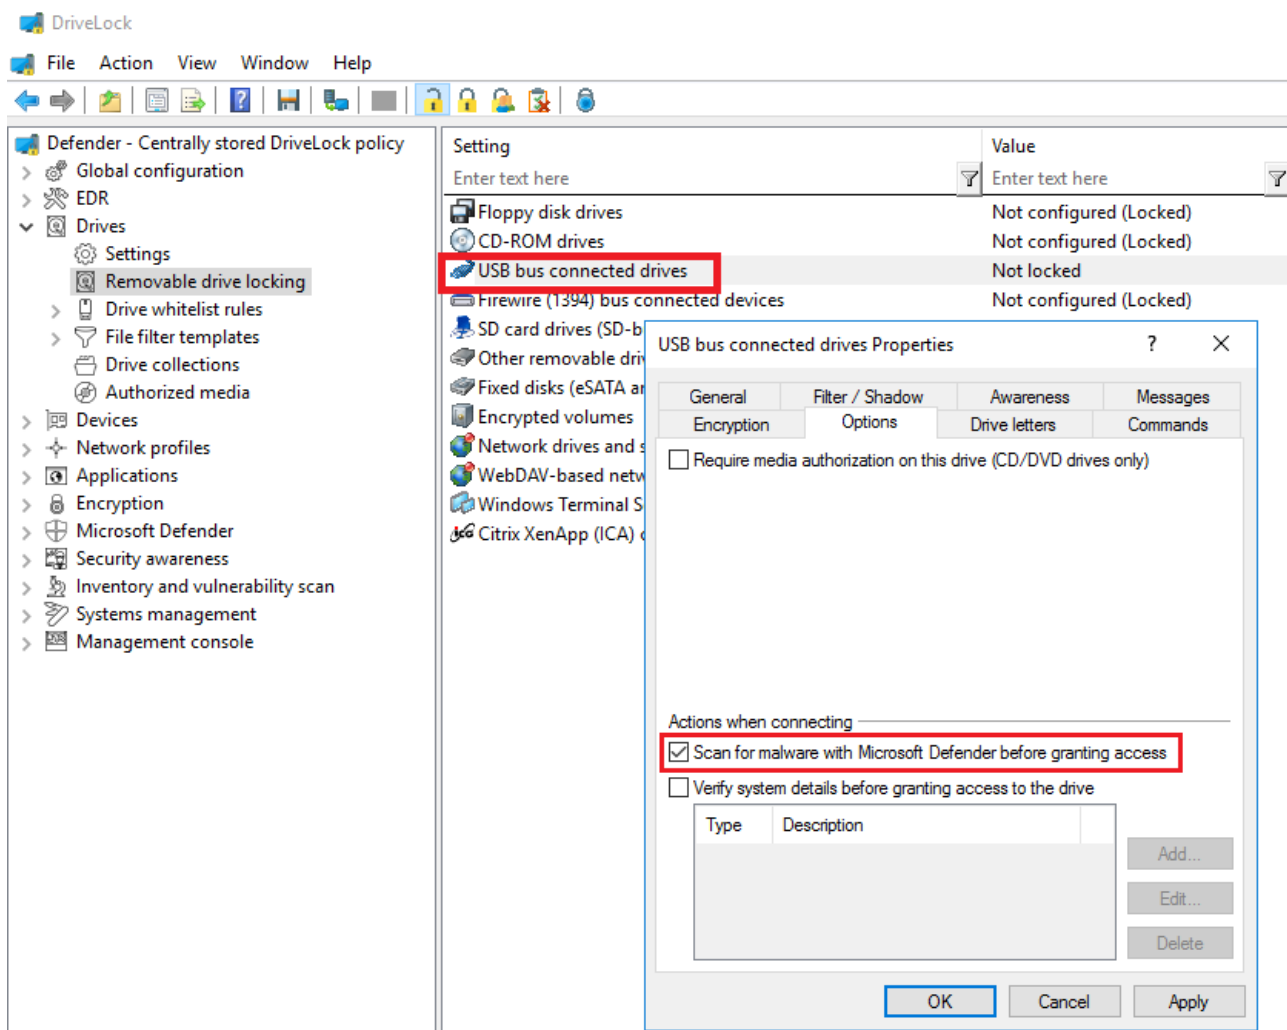 DriveLock
File Action View Window Help
Defender - Centrally stored DriveLock policy
Global configuration
EDR
Drives
Settings
Removable drive locking
Drive whitelist rules
File filter templates
Drive collections
Authorized media
Devices
Network profiles
Applications
Encryption
Microsoft Defender
Security awareness
Inventory and vulnerability scan
Systems management
Management console
Setting Value
Enter text here Enter text here
Floppy disk drives Not configured (Locked)
CD-ROM drives Not configured (Locked)
USB bus connected drives Not locked
Firewire (1394) bus connected devices Not configured (Locked)
SD card drives (SD-b
Other removable driv
Fixed disks (eSATA ar
Encrypted volumes
Network drives and s
WebDAV-based netw
Windows Terminal S
Citrix XenApp (ICA) c
USB bus connected drives Properties ?
General Filter / Shadow Awareness Messages
Encryption Options Drive letters Commands
Require media authorization on this drive (CD/DVD drives only)
Actions when connecting
Scan for malware with Microsoft Defender before granting access
Verify system details before granting access to the drive
Type Description
Add...
Edit...
Delete
OK Cancel Apply